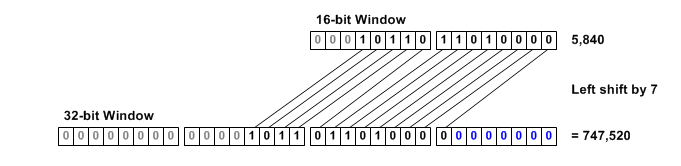 16-bit Window
0 0 0 1 0 1 1 0 1 1 0 1 0 0 0 0 5,840
Left shift by 7
32-bit Window
0 0 0 0 0 0 0 0 0 0 0 0 1 0 1 1 0 1 1 0 1 0 0 0 0 0 0 0 0 0 0 0 = 747,520